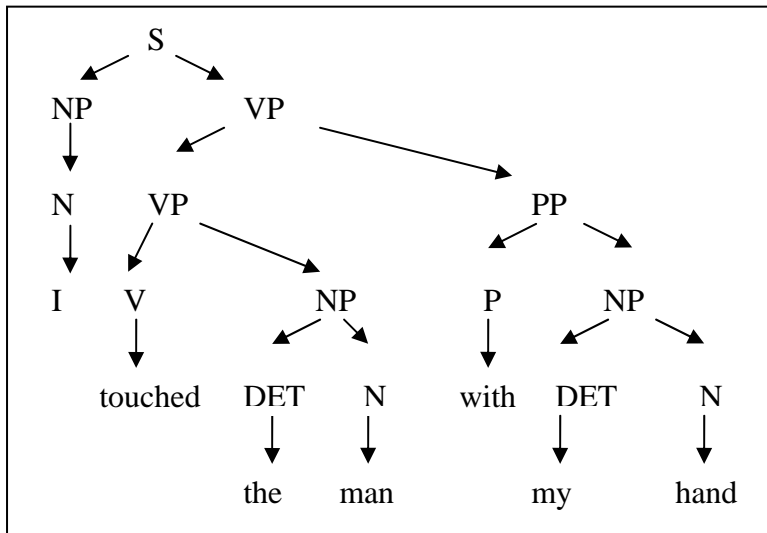 S
NP VP
N VP PP
I V NP P NP
touched DET N with DET N
the man my hand